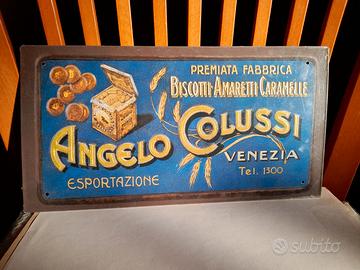 PREMIATA FABBRICA
BISCOTTI AMARETTI CARAMELLE
ANGELO COLUSSI
VENEZIA
ESPORTAZIONE
Tel. 1300
subito